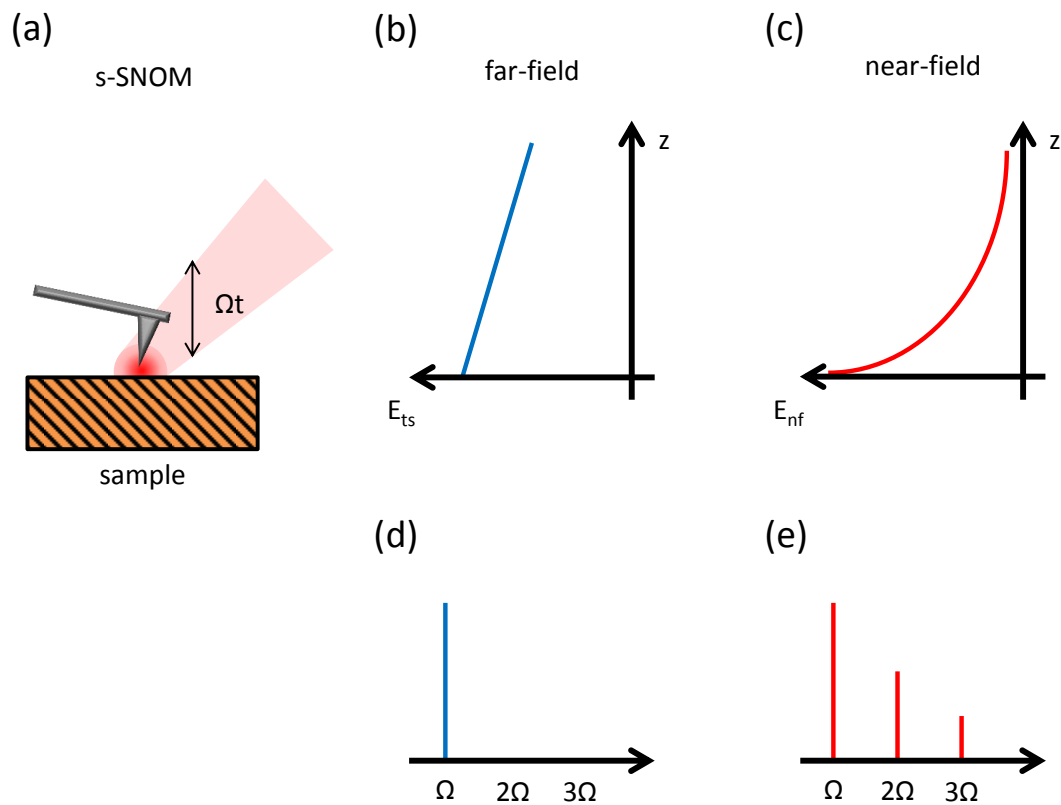 (a)
s-SNOM
Ωt
sample
(b)
far-field
z
E_ts
(c)
near-field
z
E_nf
(d)
Ω 2Ω 3Ω
(e)
Ω 2Ω 3Ω